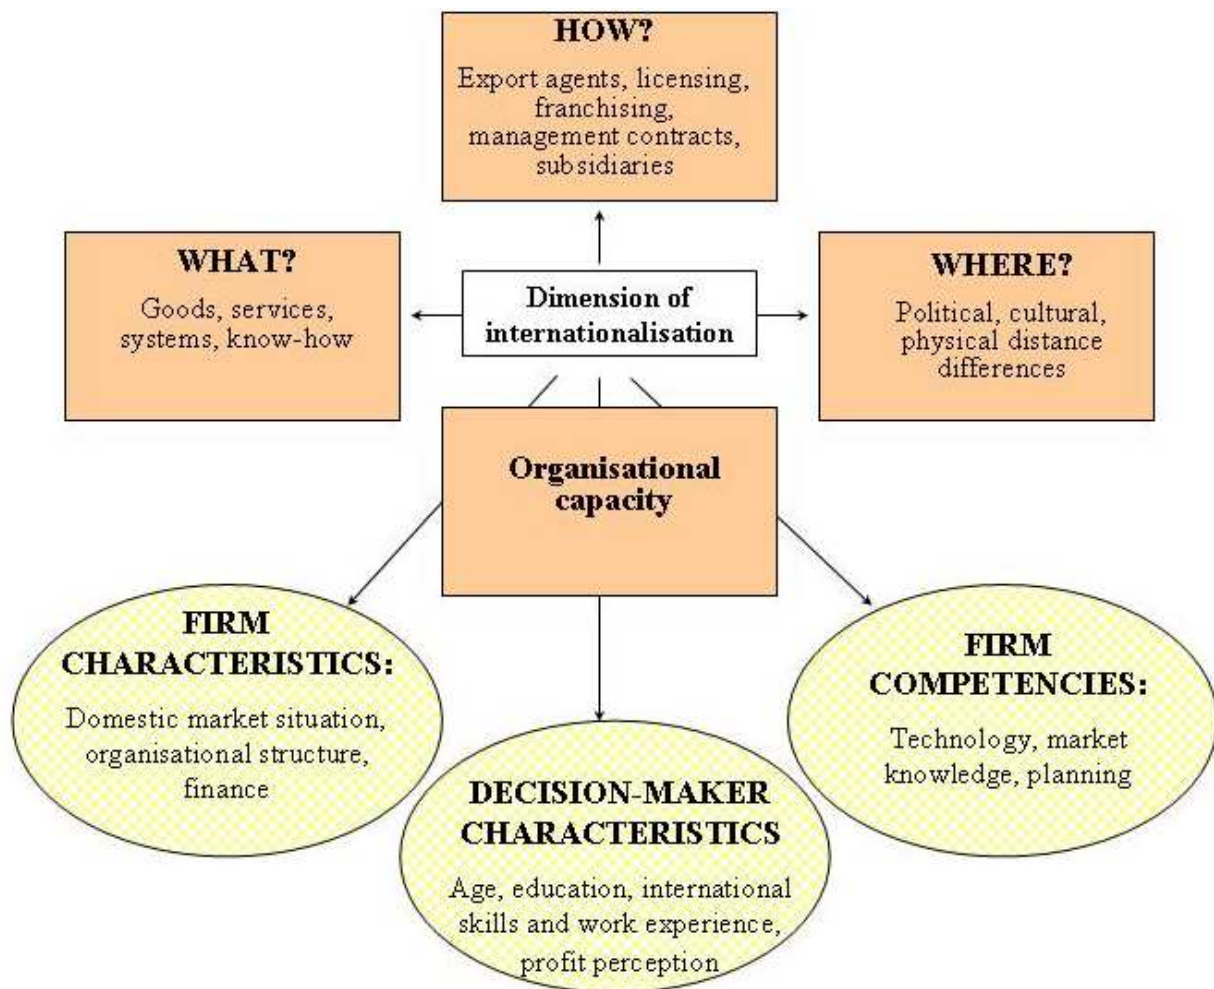 HOW?
Export agents, licensing,
franchising,
management contracts,
subsidiaries
WHAT?
Goods, services,
systems, know-how
Dimension of
internationalisation
WHERE?
Political, cultural,
physical distance
differences
Organisational
capacity
FIRM
CHARACTERISTICS:
Domestic market situation,
organisational structure,
finance
DECISION-MAKER
CHARACTERISTICS
Age, education, international
skills and work experience,
profit perception
FIRM
COMPETENCIES:
Technology, market
knowledge, planning